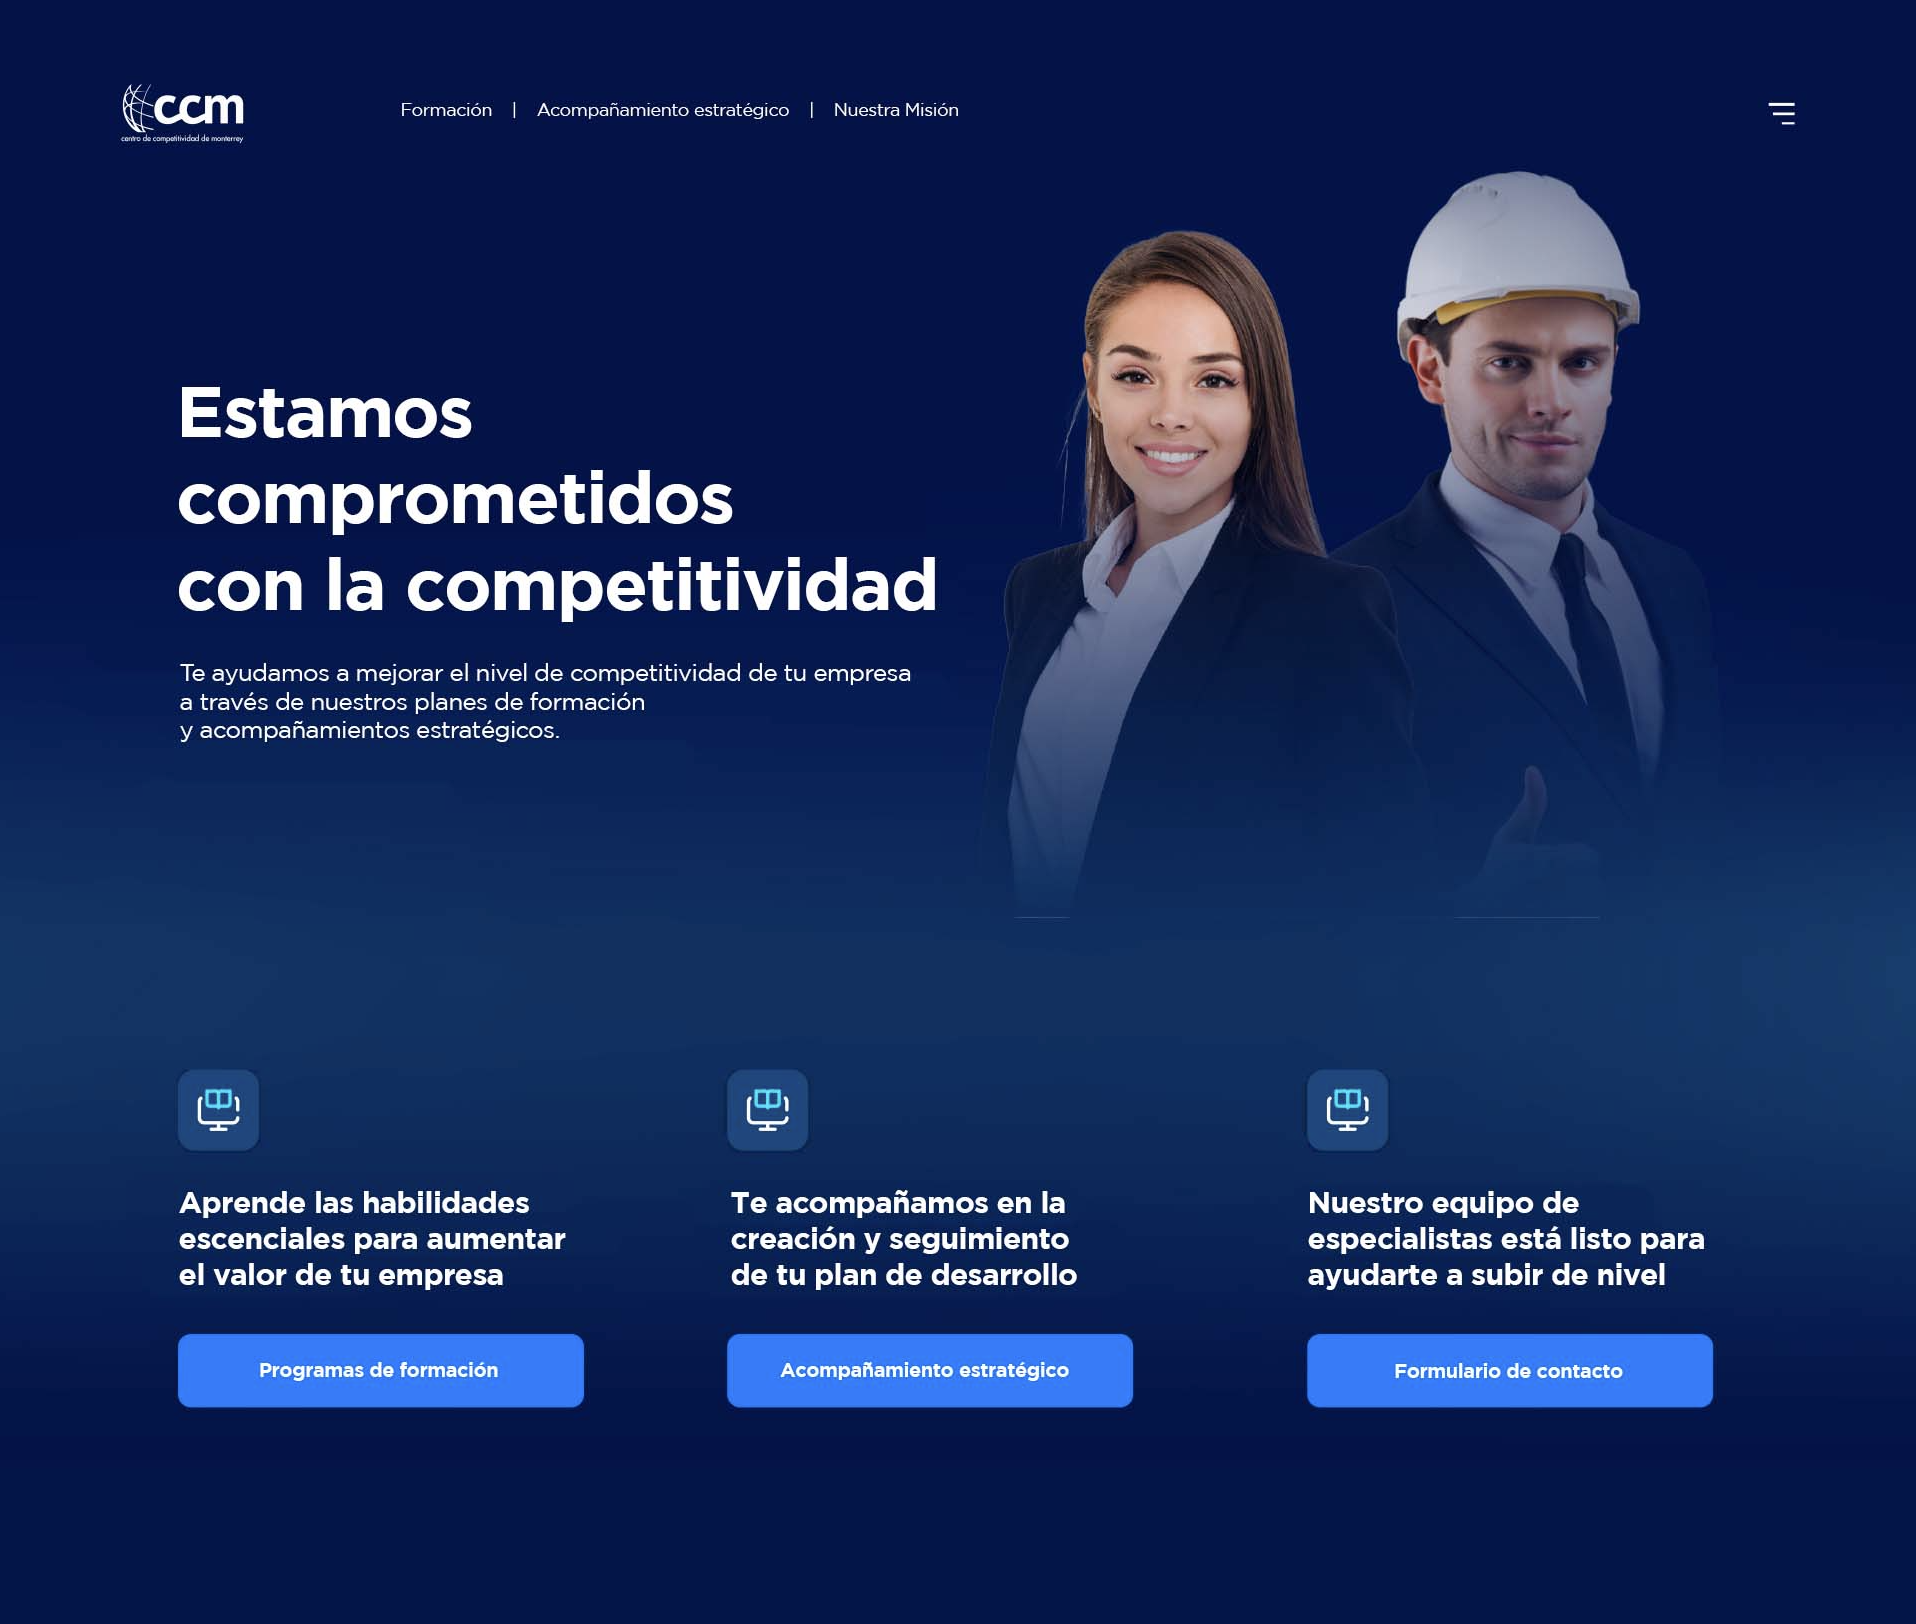 ccm
centro de competitividad de monterrey
Formación | Acompañamiento estratégico | Nuestra Misión
Estamos
comprometidos
con la competitividad
Te ayudamos a mejorar el nivel de competitividad de tu empresa
a través de nuestros planes de formación
y acompañamientos estratégicos.
Aprende las habilidades
escenciales para aumentar
el valor de tu empresa
Programas de formación
Te acompañamos en la
creación y seguimiento
de tu plan de desarrollo
Acompañamiento estratégico
Nuestro equipo de
especialistas está listo para
ayudarte a subir de nivel
Formulario de contacto